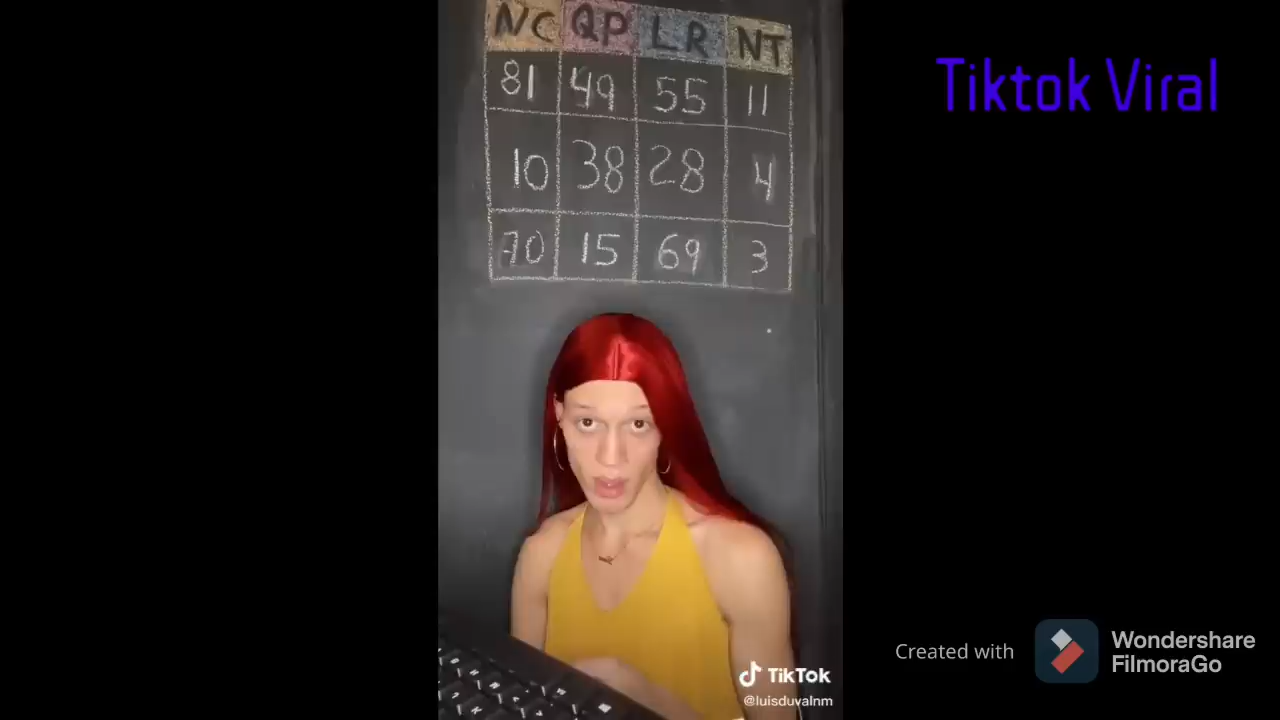 NC QP LR NT
81 49 55 11
10 38 28 4
70 15 69 3
Tiktok Viral
Created with
Wondershare
FilmoraGo
TikTok
@luisduvalnm